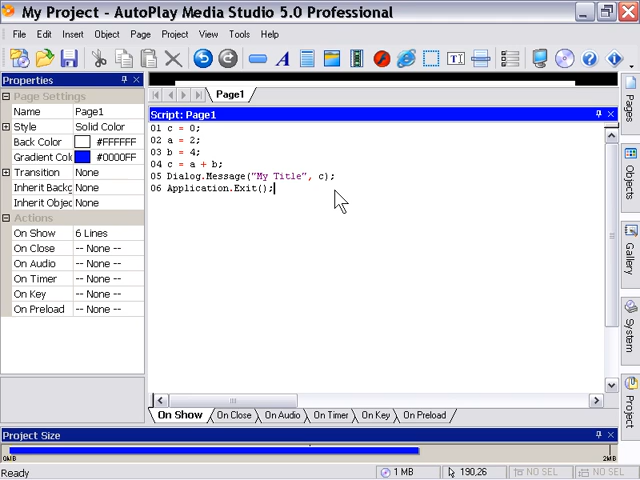 My Project - AutoPlay Media Studio 5.0 Professional
File Edit Insert Object Page Project View Tools Help
Properties
Page Settings
Name Page1
Style Solid Color
Back Color #FFFFFF
Gradient Col #0000FF
Transition None
Inherit Backg None
Inherit Objec None
Actions
On Show 6 Lines
On Close -- None --
On Audio -- None --
On Timer -- None --
On Key -- None --
On Preload -- None --
Page1
Script: Page1
01 c = 0;
02 a = 2;
03 b = 4;
04 c = a + b;
05 Dialog.Message("My Title", c);
06 Application.Exit();
On Show On Close On Audio On Timer On Key On Preload
Pages
Objects
Gallery
System
Project
Project Size
0MB 2MB
Ready 1 MB 190,26 NO SEL NO SEL